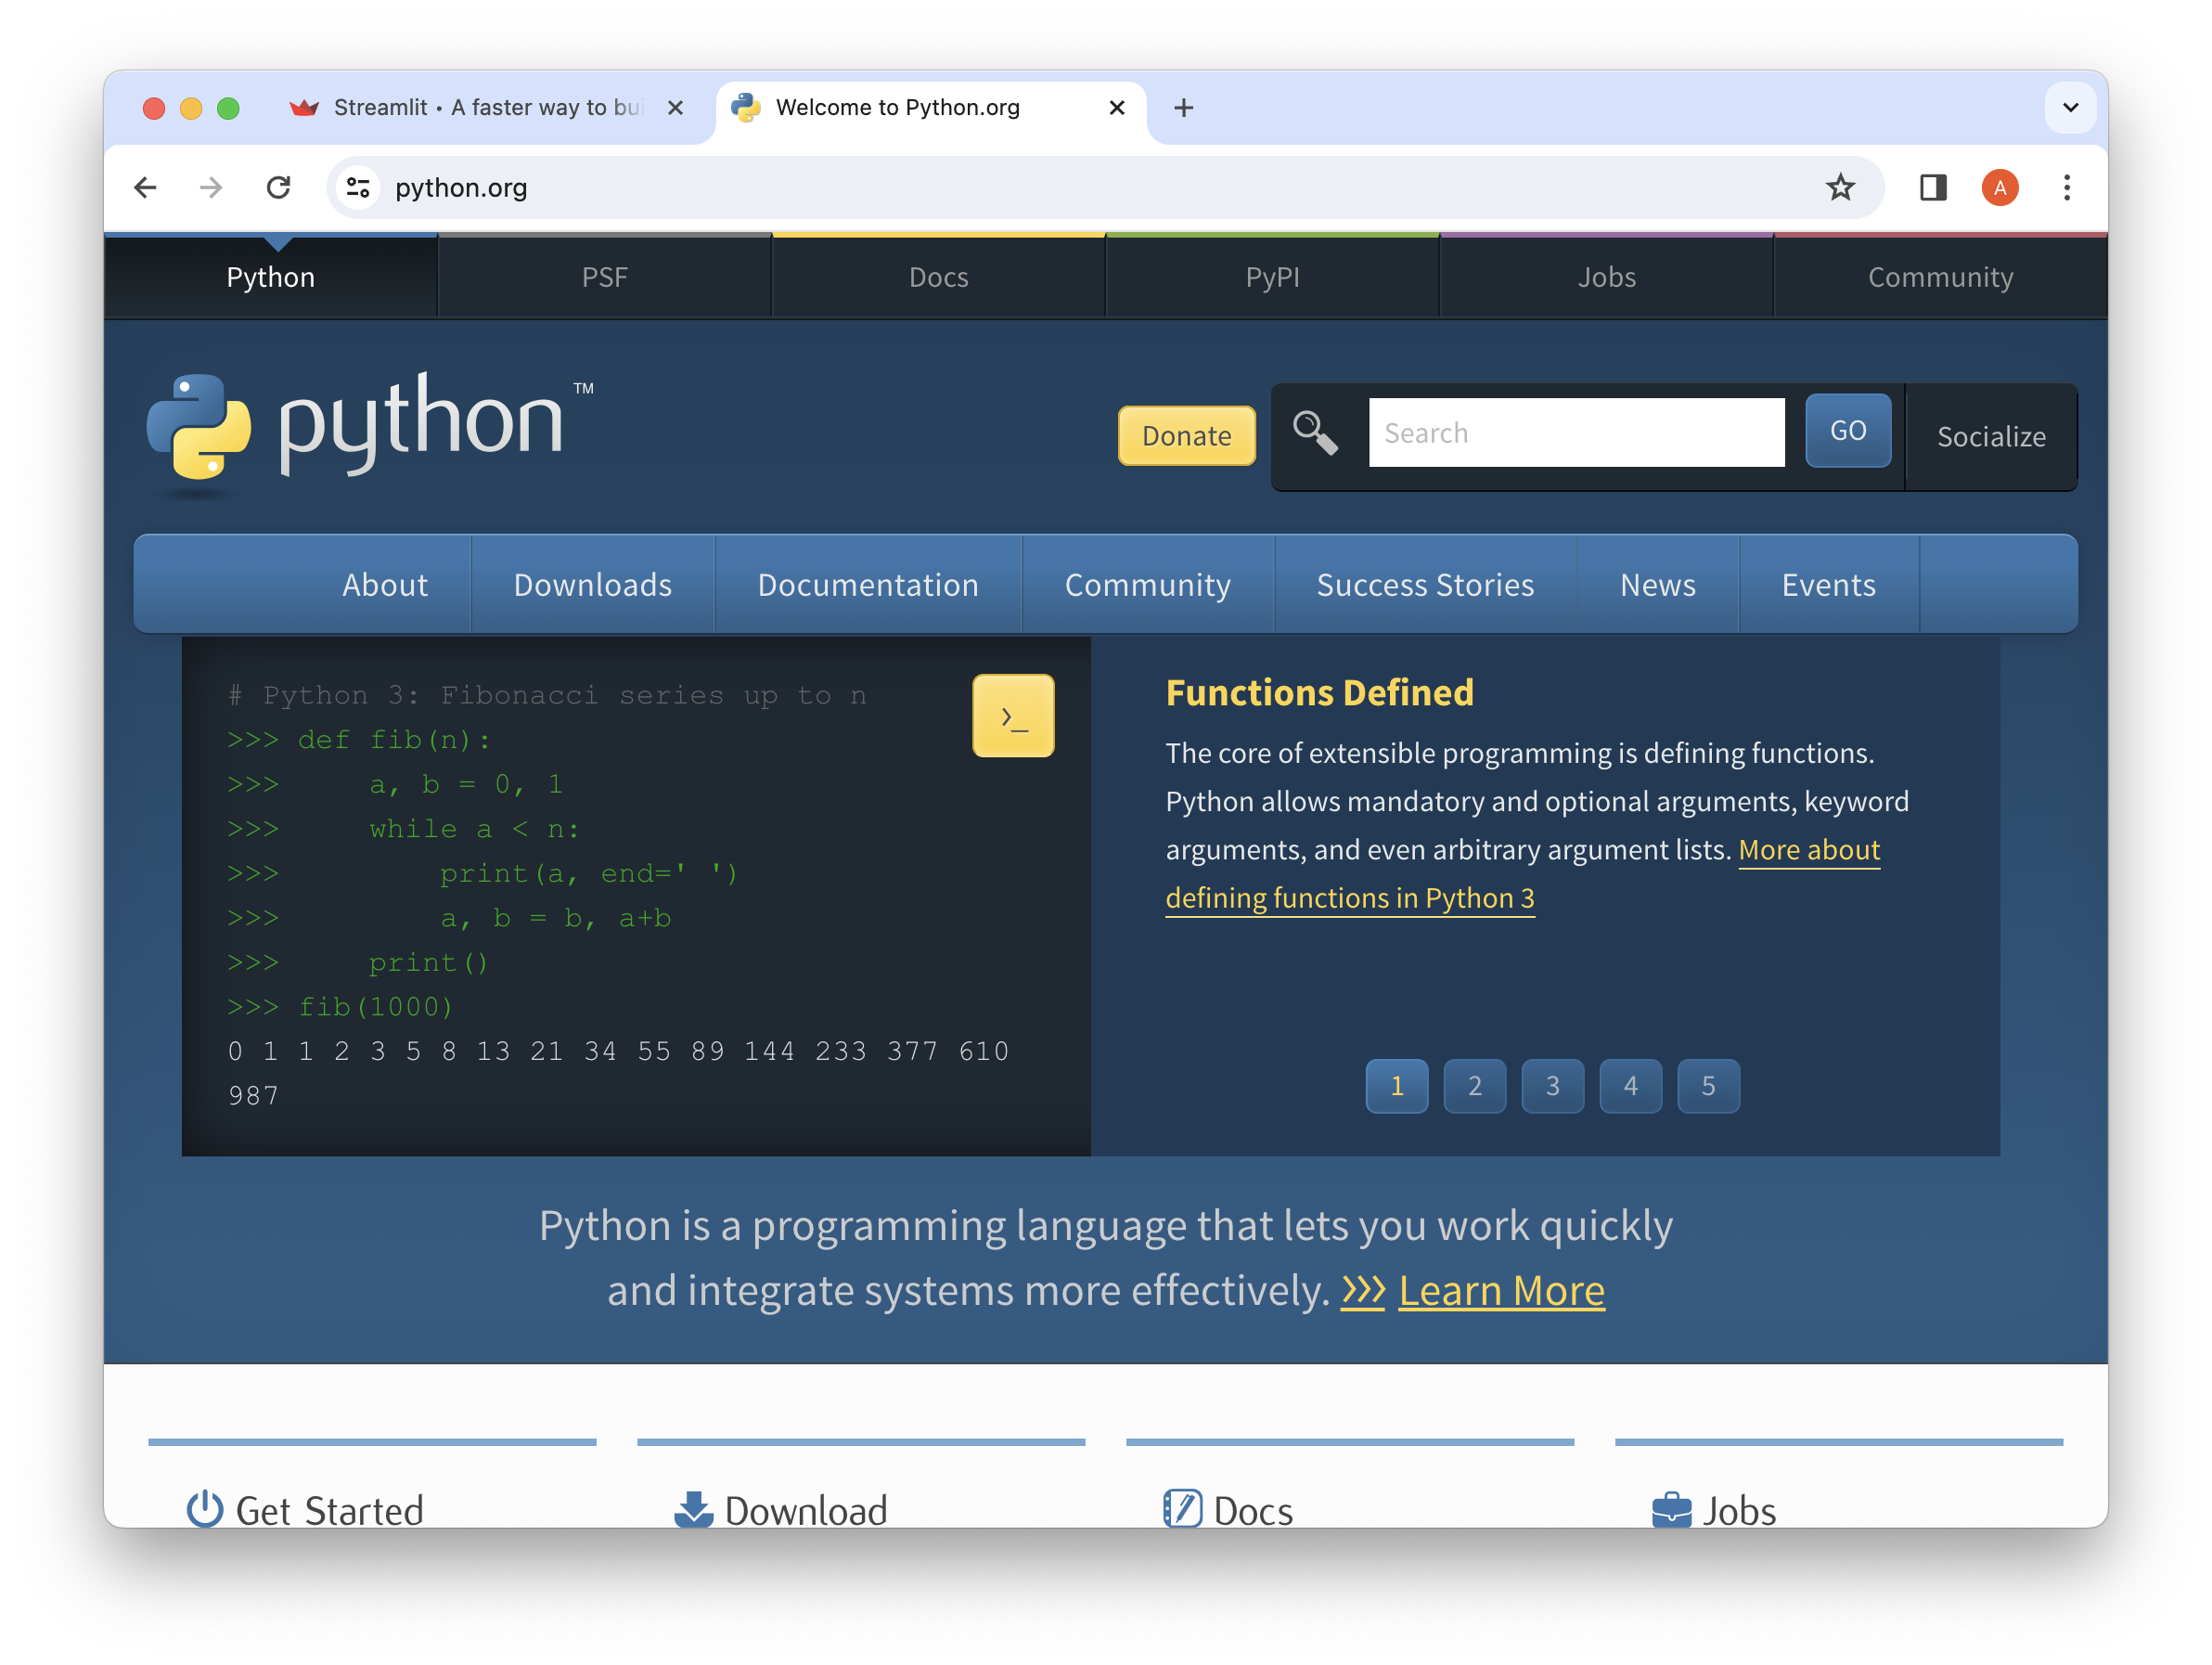 Streamlit • A faster way to bui
Welcome to Python.org
python.org
A
Python
PSF
Docs
PyPI
Jobs
Community
python™
Donate
Search
GO
Socialize
About
Downloads
Documentation
Community
Success Stories
News
Events
# Python 3: Fibonacci series up to n
>>> def fib(n):
>>>     a, b = 0, 1
>>>     while a < n:
>>>         print(a, end=' ')
>>>         a, b = b, a+b
>>>     print()
>>> fib(1000)
0 1 1 2 3 5 8 13 21 34 55 89 144 233 377 610
987
>_
Functions Defined
The core of extensible programming is defining functions.
Python allows mandatory and optional arguments, keyword
arguments, and even arbitrary argument lists. More about
defining functions in Python 3
1
2
3
4
5
Python is a programming language that lets you work quickly
and integrate systems more effectively. >>> Learn More
Get Started
Download
Docs
Jobs